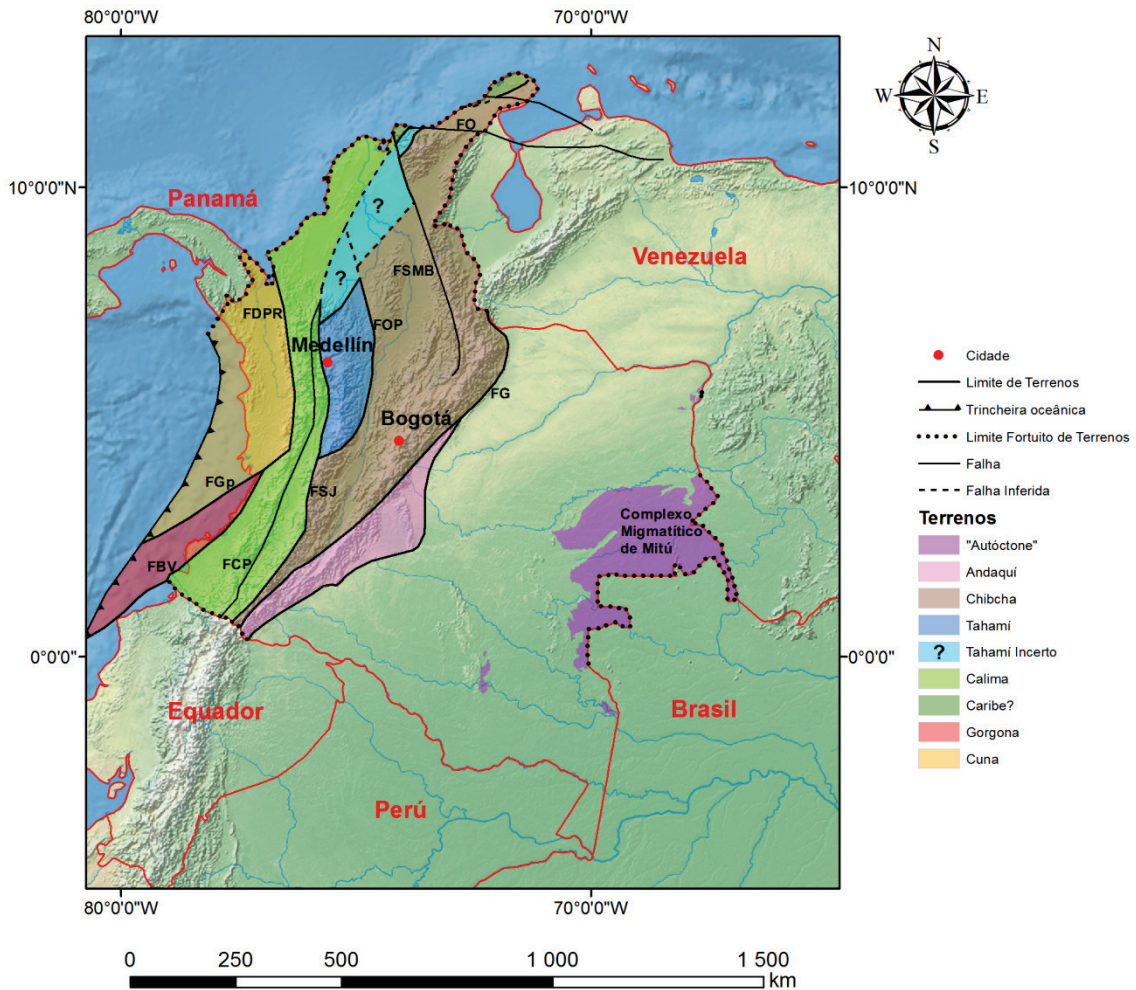 80°0'0"W
70°0'0"W
N
W
E
S
10°0'0"N
10°0'0"N
FO
Panamá
?
Venezuela
FSMB
?
FDPR
FOP
Medellín
FG
Bogotá
FGp
FSJ
Complexo
Migmatítico
de Mitú
FBV
FCP
0°0'0"
0°0'0"
Equador
Brasil
Perú
80°0'0"W
70°0'0"W
Cidade
Limite de Terrenos
Trincheira oceânica
Limite Fortuito de Terrenos
Falha
Falha Inferida
Terrenos
"Autóctone"
Andaquí
Chibcha
Tahamí
? Tahamí Incerto
Calima
Caribe?
Gorgona
Cuna
0 250 500 1 000 1 500
km